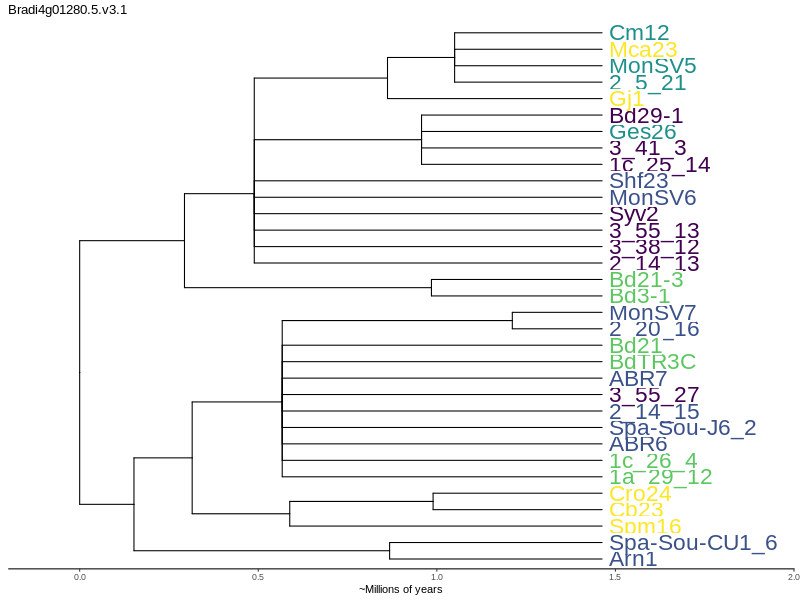 Bradi4g01280.5.v3.1
Cm12
Mca23
MonSV5
2_5_21
Gj1
Bd29-1
Ges26
3_41_3
1c_25_14
Shf23
MonSV6
Syv2
3_55_13
3_38_12
2_14_13
Bd21-3
Bd3-1
MonSV7
2_20_16
Bd21
BdTR3C
ABR7
3_55_27
2_14_15
Spa-Sou-J6_2
ABR6
1c_26_4
1a_29_12
Cro24
Cb23
Spm16
Spa-Sou-CU1_6
Arn1
0.0 0.5 1.0 1.5 2.0
~Millions of years